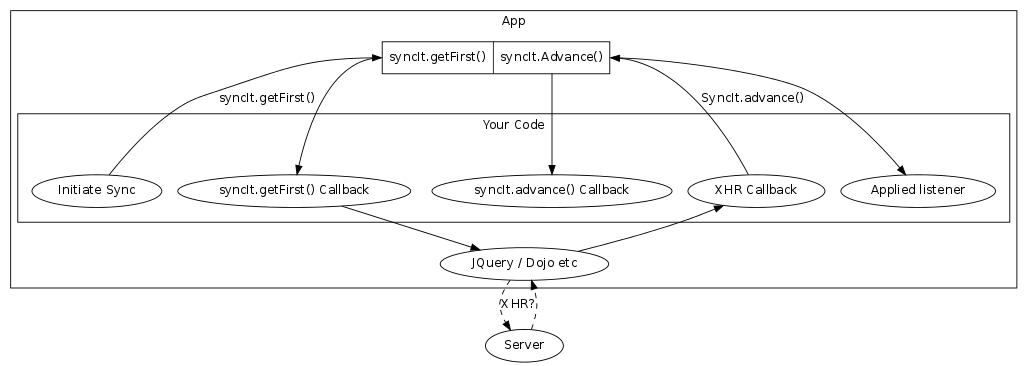 App
syncIt.getFirst() syncIt.Advance()
syncIt.getFirst() SyncIt.advance()
Your Code
Initiate Sync syncIt.getFirst() Callback syncIt.advance() Callback XHR Callback Applied listener
JQuery / Dojo etc
XHR?
Server